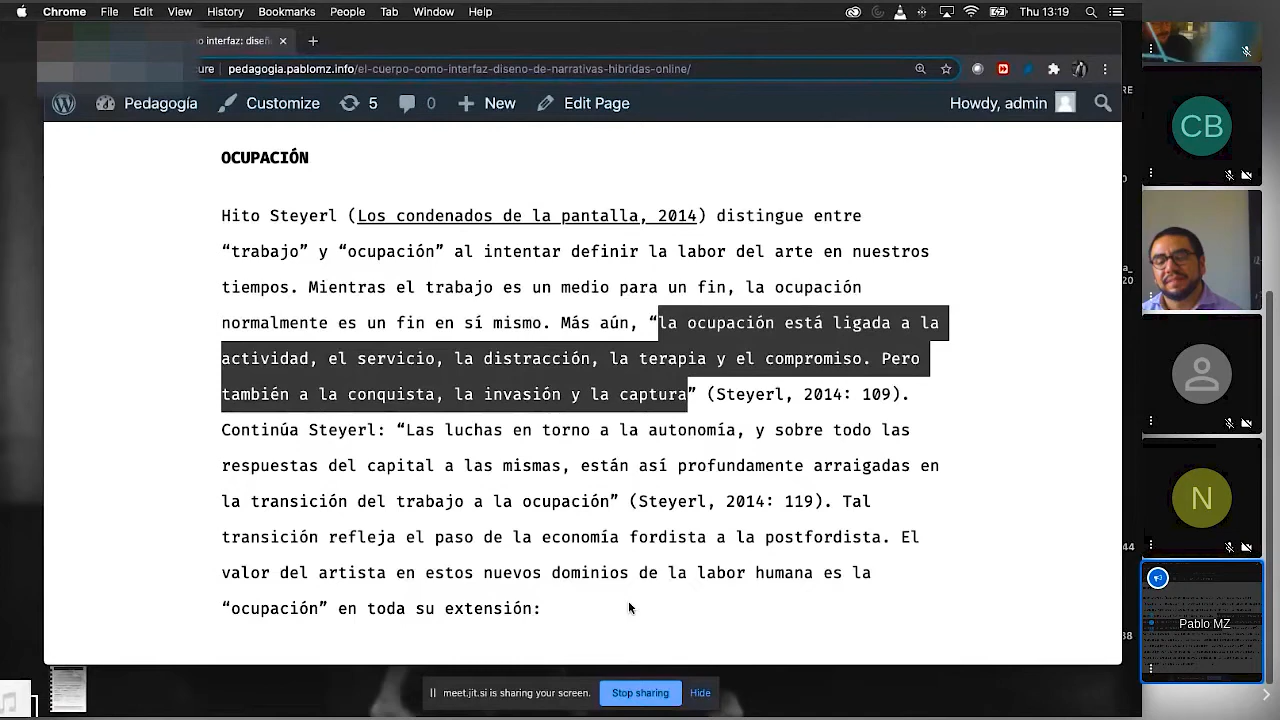 Chrome File Edit View History Bookmarks People Tab Window Help Thu 13:19
o interfaz: diseñ
ure pedagogia.pablomz.info/el-cuerpo-como-interfaz-diseno-de-narrativas-hibridas-online/
Pedagogía Customize 5 0 New Edit Page Howdy, admin
OCUPACIÓN
Hito Steyerl (Los condenados de la pantalla, 2014) distingue entre
“trabajo” y “ocupación” al intentar definir la labor del arte en nuestros
tiempos. Mientras el trabajo es un medio para un fin, la ocupación
normalmente es un fin en sí mismo. Más aún, “la ocupación está ligada a la
actividad, el servicio, la distracción, la terapia y el compromiso. Pero
también a la conquista, la invasión y la captura” (Steyerl, 2014: 109).
Continúa Steyerl: “Las luchas en torno a la autonomía, y sobre todo las
respuestas del capital a las mismas, están así profundamente arraigadas en
la transición del trabajo a la ocupación” (Steyerl, 2014: 119). Tal
transición refleja el paso de la economía fordista a la postfordista. El
valor del artista en estos nuevos dominios de la labor humana es la
“ocupación” en toda su extensión:
meet.jit.si is sharing your screen. Stop sharing Hide
RE
CB
20
N
44
Pablo MZ
38